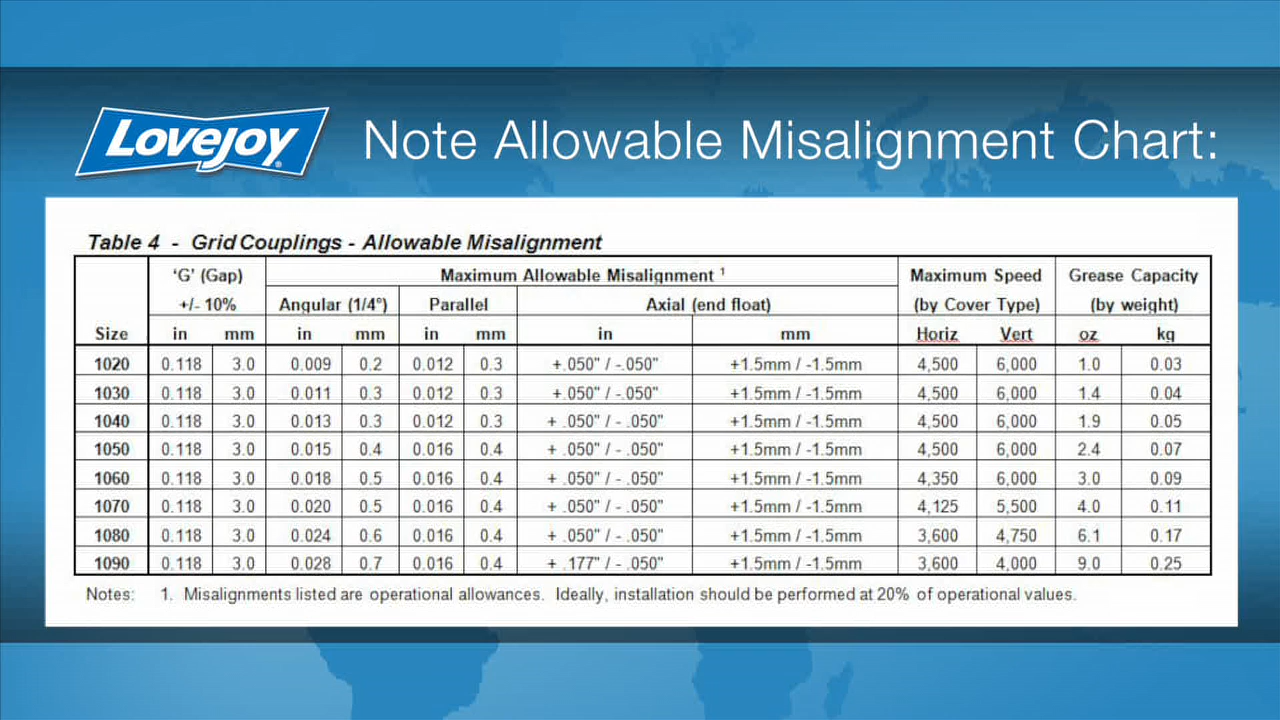 Lovejoy®
Note Allowable Misalignment Chart:
Table 4 - Grid Couplings - Allowable Misalignment
'G' (Gap) Maximum Allowable Misalignment 1 Maximum Speed Grease Capacity
+/- 10% Angular (1/4°) Parallel Axial (end float) (by Cover Type) (by weight)
Size in mm in mm in mm in mm Horiz Vert oz kg
1020 0.118 3.0 0.009 0.2 0.012 0.3 +.050" / -.050" +1.5mm / -1.5mm 4,500 6,000 1.0 0.03
1030 0.118 3.0 0.011 0.3 0.012 0.3 +.050" / -.050" +1.5mm / -1.5mm 4,500 6,000 1.4 0.04
1040 0.118 3.0 0.013 0.3 0.012 0.3 + .050" / - .050" +1.5mm / -1.5mm 4,500 6,000 1.9 0.05
1050 0.118 3.0 0.015 0.4 0.016 0.4 + .050" / - .050" +1.5mm / -1.5mm 4,500 6,000 2.4 0.07
1060 0.118 3.0 0.018 0.5 0.016 0.4 + .050" / - .050" +1.5mm / -1.5mm 4,350 6,000 3.0 0.09
1070 0.118 3.0 0.020 0.5 0.016 0.4 + .050" / - .050" +1.5mm / -1.5mm 4,125 5,500 4.0 0.11
1080 0.118 3.0 0.024 0.6 0.016 0.4 + .050" / - .050" +1.5mm / -1.5mm 3,600 4,750 6.1 0.17
1090 0.118 3.0 0.028 0.7 0.016 0.4 + .177" / - .050" +1.5mm / -1.5mm 3,600 4,000 9.0 0.25
Notes: 1. Misalignments listed are operational allowances. Ideally, installation should be performed at 20% of operational values.